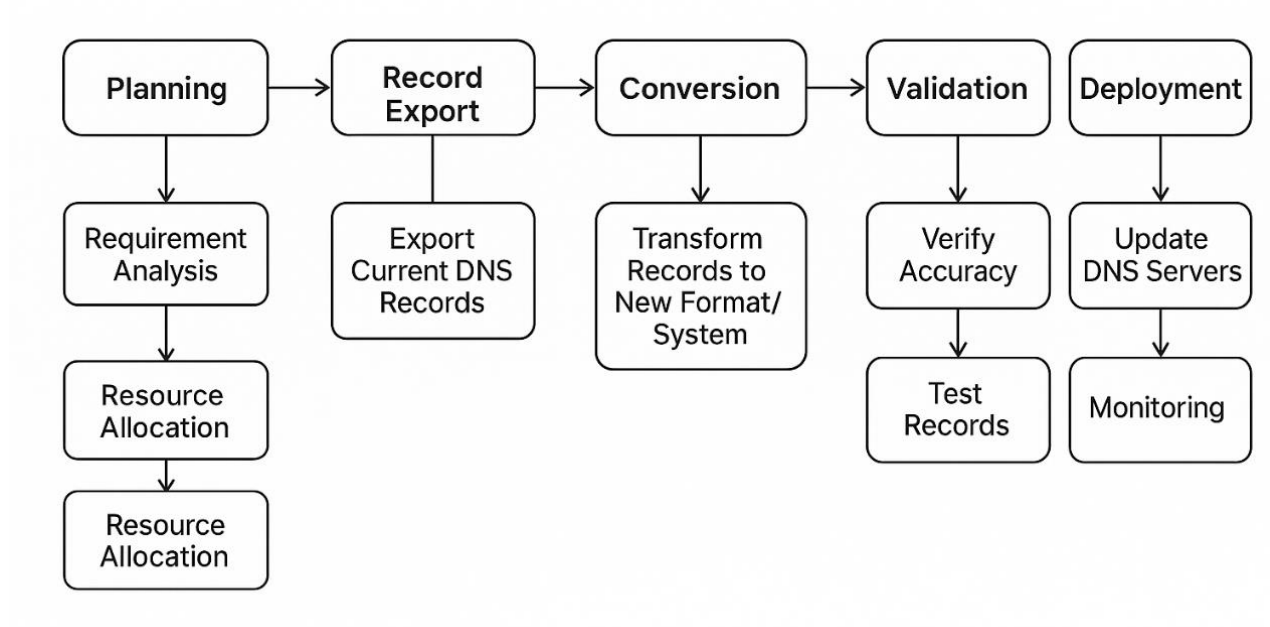 Planning
Record
Export
Conversion
Validation
Deployment
Requirement
Analysis
Export
Current DNS
Records
Transform
Records to
New Format/
System
Verify
Accuracy
Update
DNS Servers
Resource
Allocation
Test
Records
Monitoring
Resource
Allocation